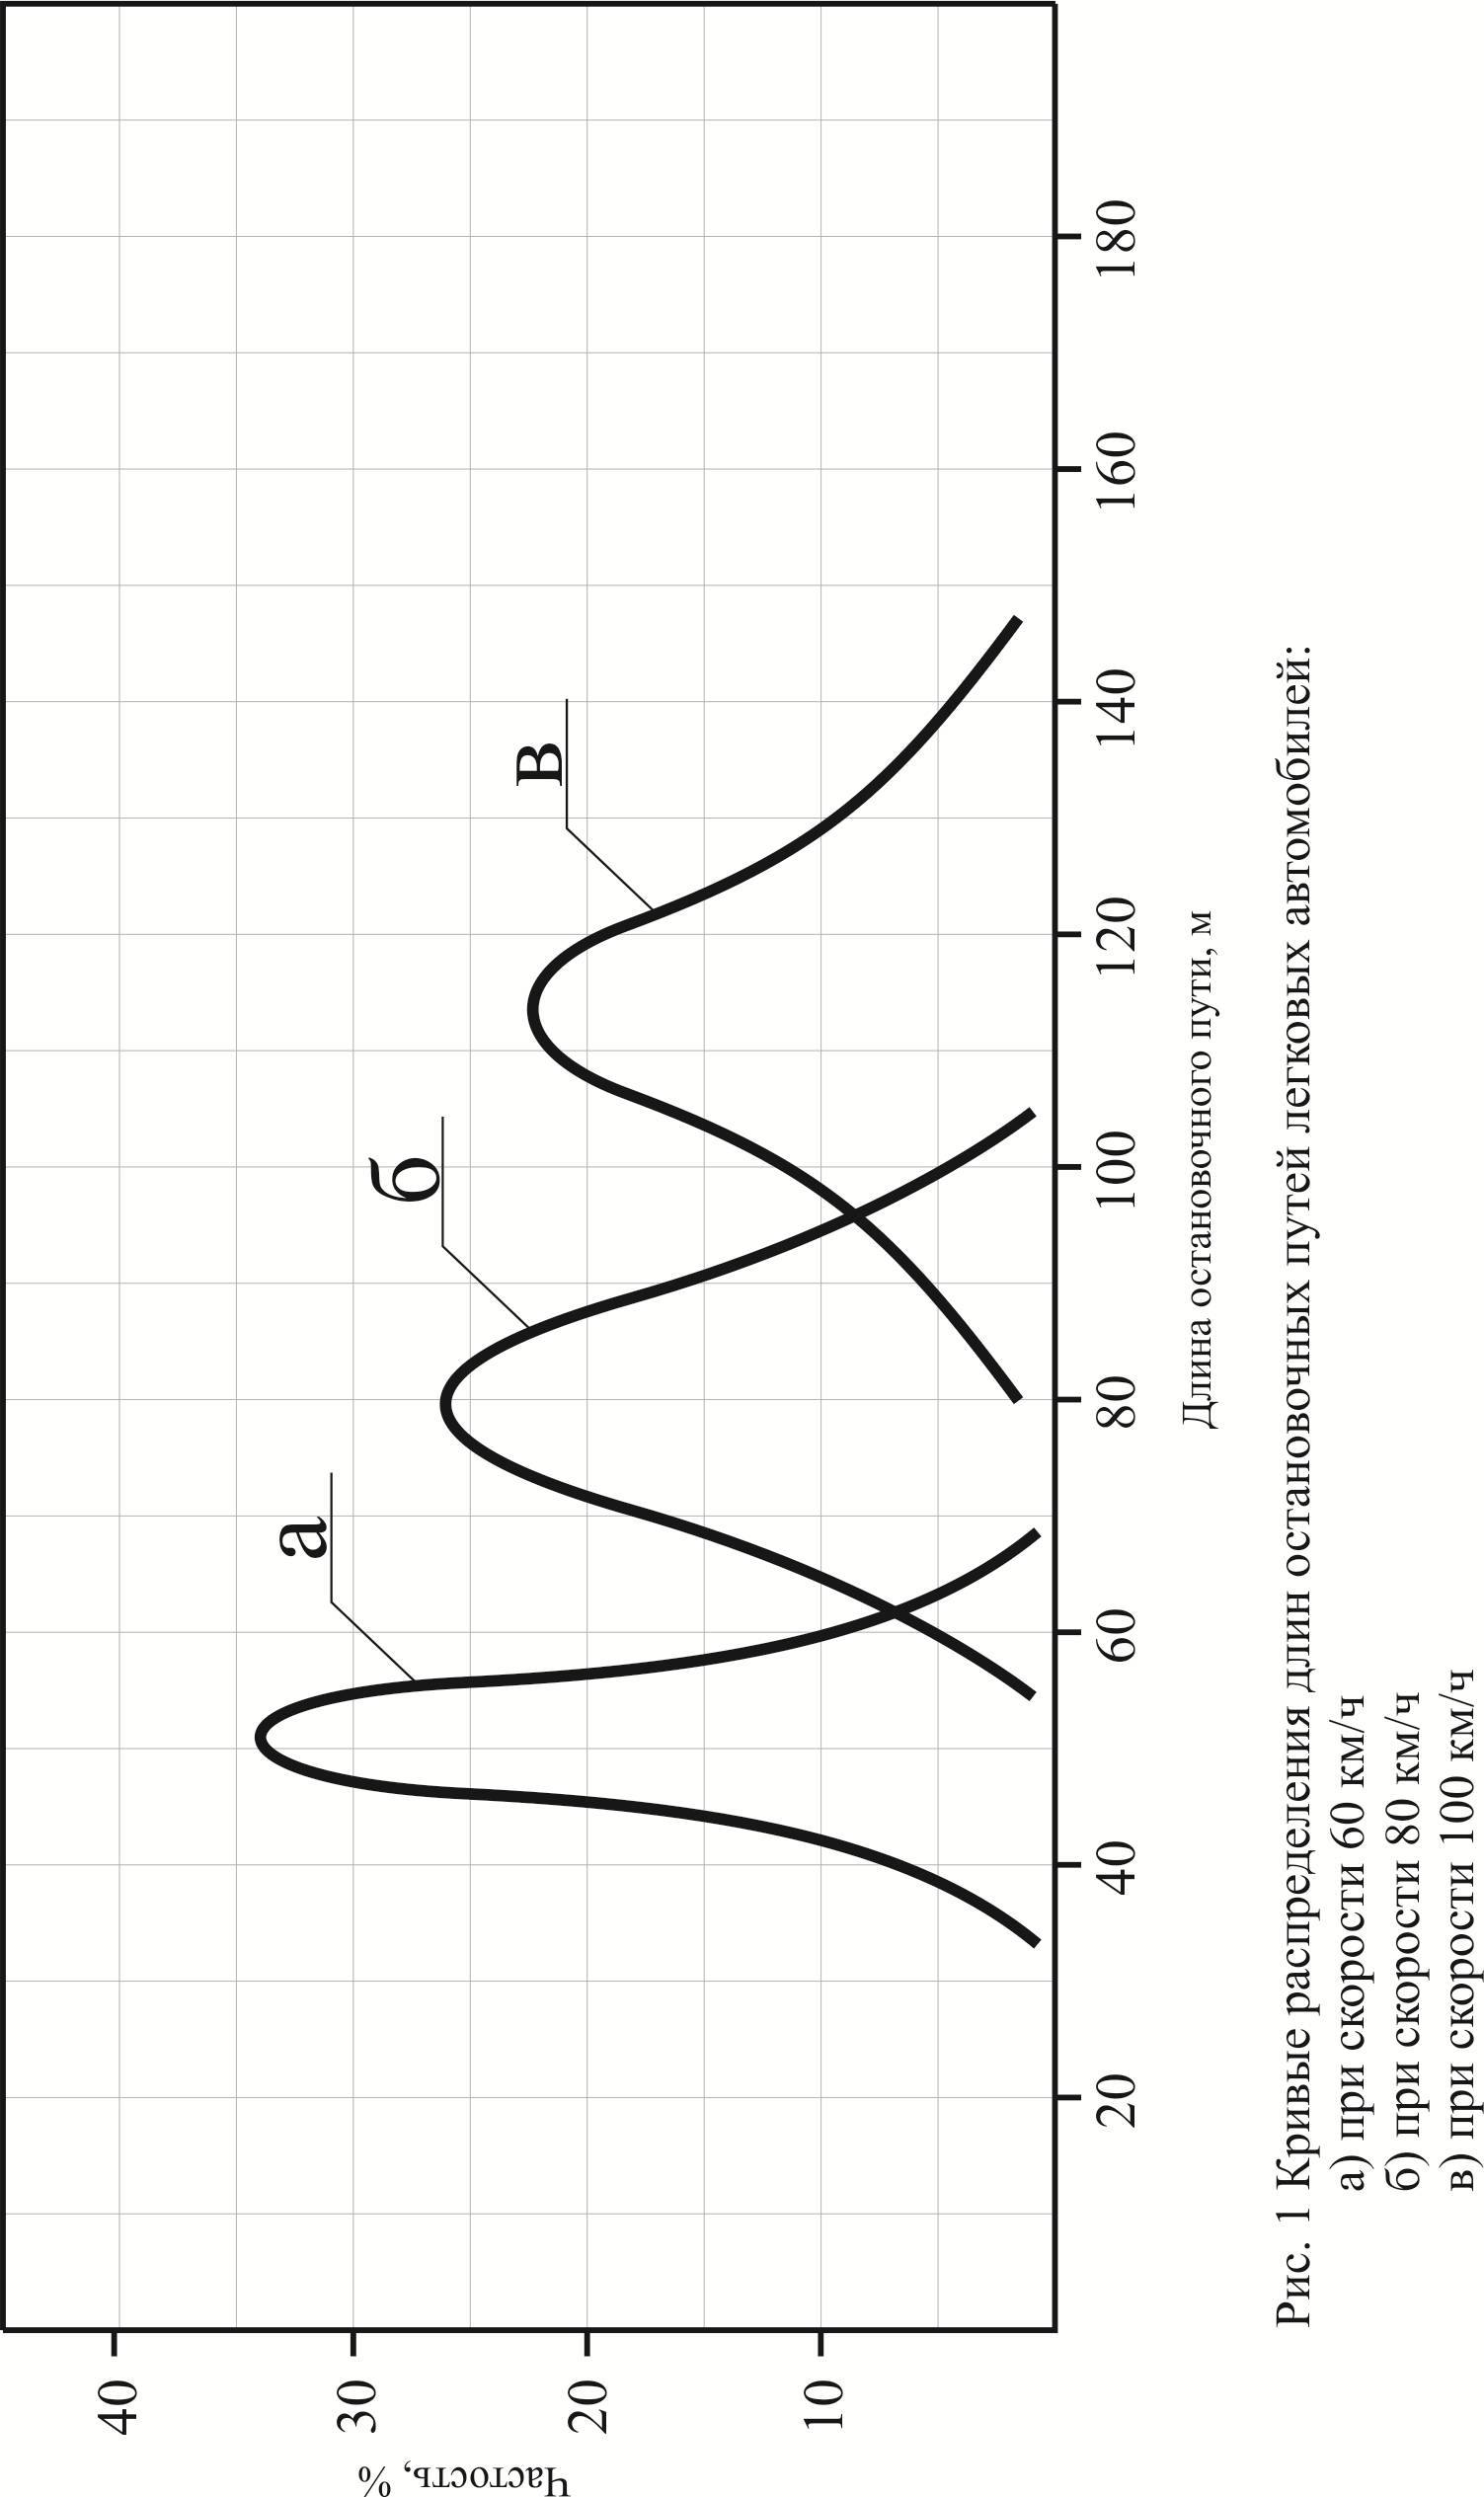 40
30
20
10
Частость, %
а
б
В
20
40
60
80
100
120
140
160
180
Длина остановочного пути, м
Рис. 1 Кривые распределения длин остановочных путей легковых автомобилей:
а) при скорости 60 км/ч
б) при скорости 80 км/ч
в) при скорости 100 км/ч